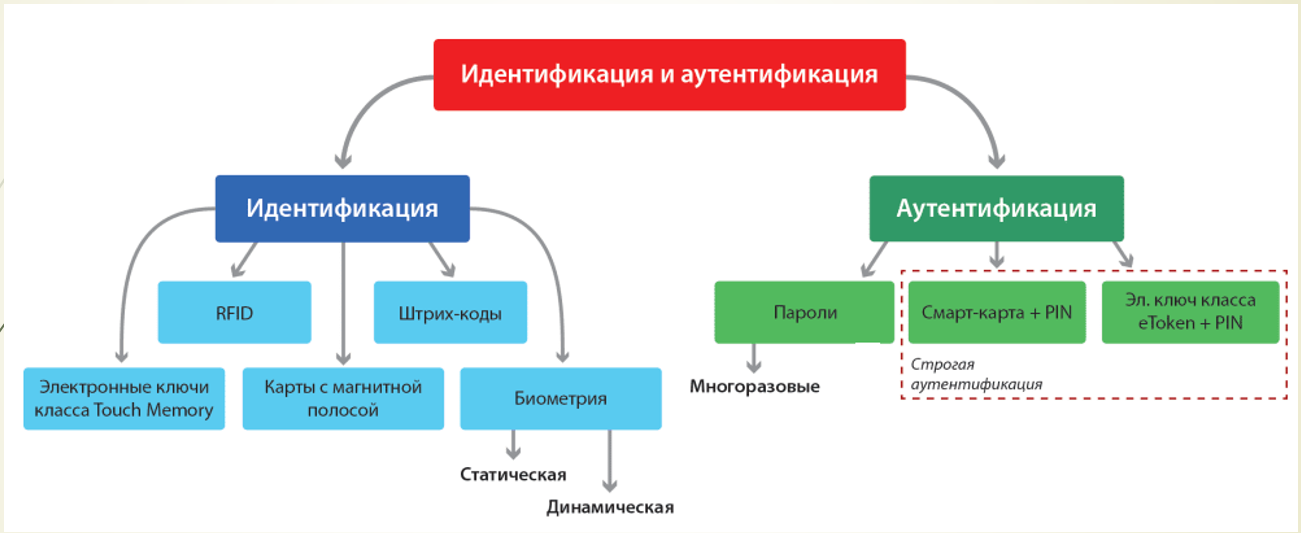 Идентификация и аутентификация
Идентификация
Аутентификация
RFID
Штрих-коды
Электронные ключи
класса Touch Memory
Карты с магнитной
полосой
Биометрия
Статическая
Динамическая
Пароли
Многоразовые
Смарт-карта + PIN
Эл. ключ класса
eToken + PIN
Строгая
аутентификация